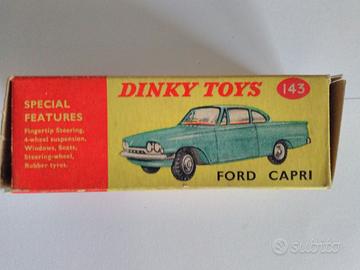 SPECIAL
FEATURES
Fingertip Steering,
4-wheel suspension,
Windows, Seats,
Steering-wheel,
Rubber tyres.
DINKY TOYS
143
FORD CAPRI
subito